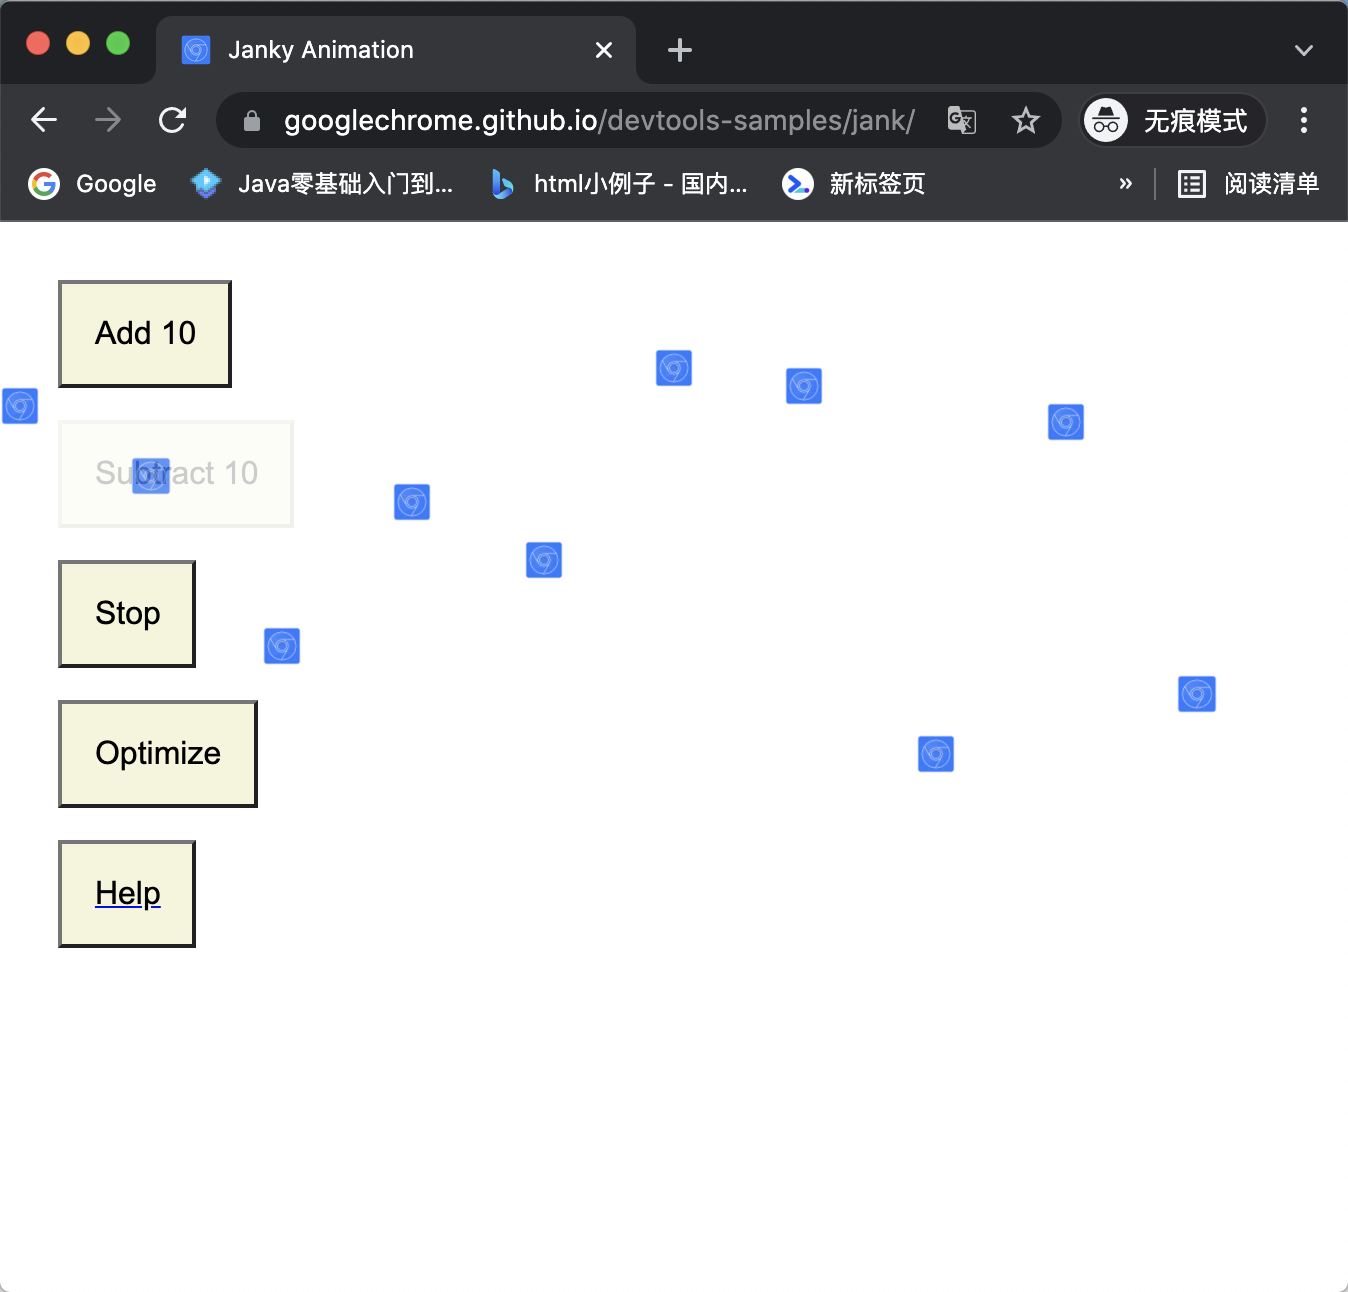 Janky Animation
googlechrome.github.io/devtools-samples/jank/ 无痕模式
Google Java零基础入门到... html小例子 - 国内... 新标签页 » 阅读清单
Add 10
Subtract 10
Stop
Optimize
Help